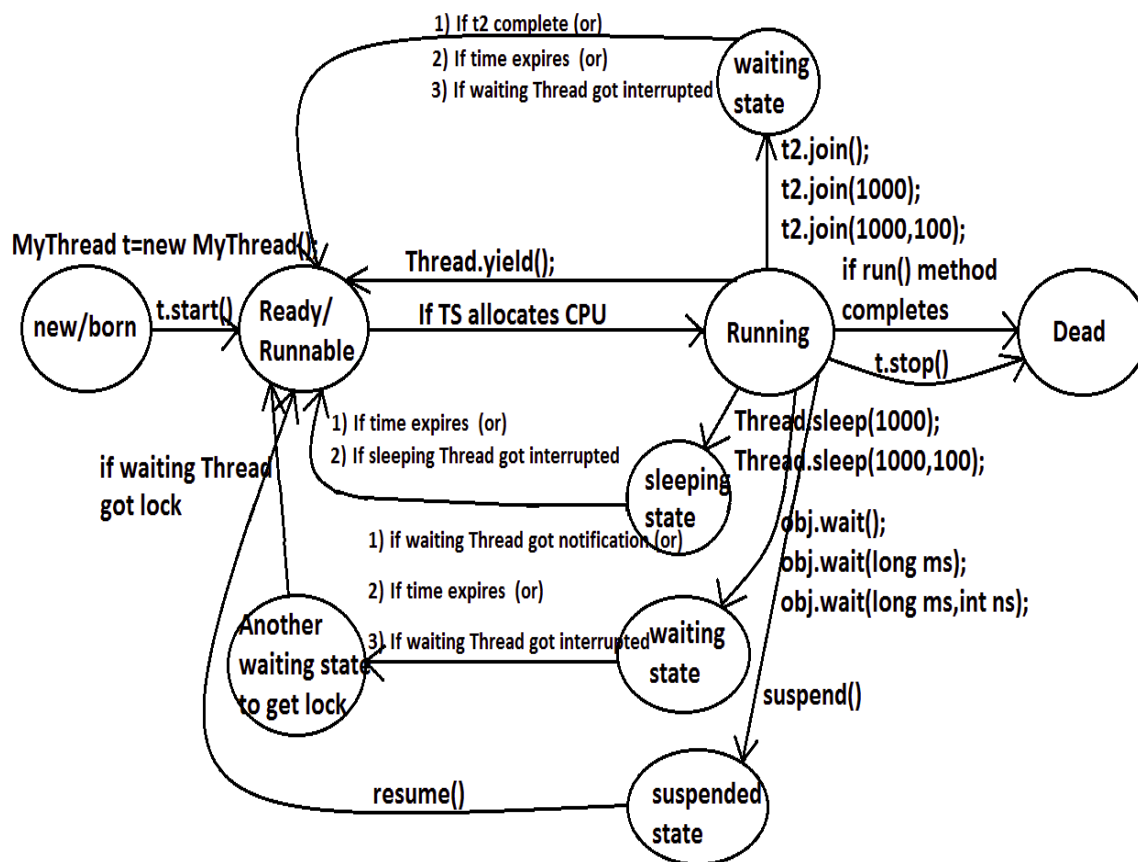 1) If t2 complete (or)
2) If time expires  (or)
3) If waiting Thread got interrupted
waiting
state
t2.join();
t2.join(1000);
t2.join(1000,100);
MyThread t=new MyThread();
new/born
t.start()
Ready/
Runnable
Thread.yield();
If TS allocates CPU
Running
if run() method
completes
t.stop()
Dead
1) If time expires  (or)
2) If sleeping Thread got interrupted
sleeping
state
Thread.sleep(1000);
Thread.sleep(1000,100);
if waiting Thread
got lock
1) if waiting Thread got notification (or)
2) If time expires  (or)
3) If waiting Thread got interrupted
obj.wait();
obj.wait(long ms);
obj.wait(long ms,int ns);
Another
waiting state
to get lock
waiting
state
suspend()
resume()
suspended
state